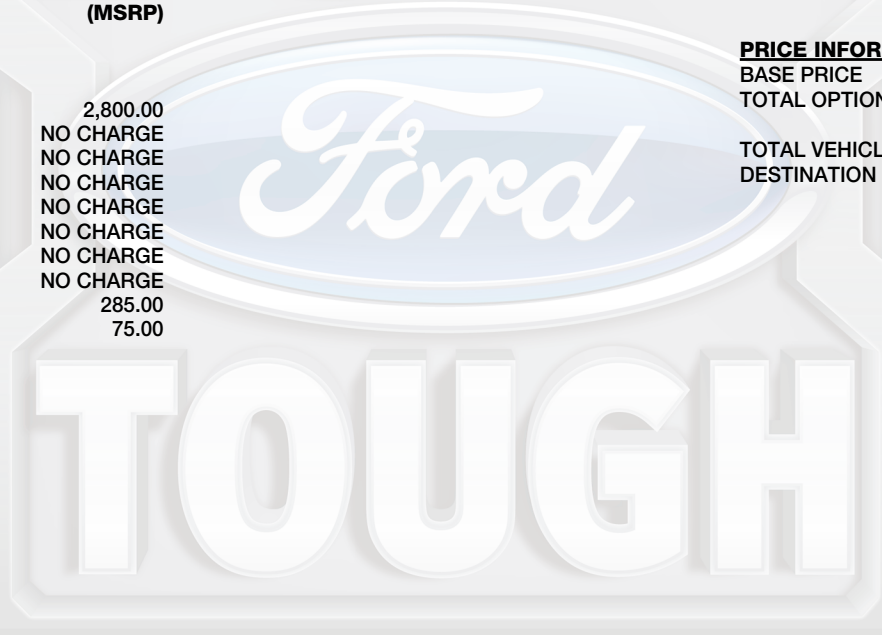 (MSRP)
2,800.00
NO CHARGE
NO CHARGE
NO CHARGE
NO CHARGE
NO CHARGE
NO CHARGE
NO CHARGE
285.00
75.00
PRICE INFOR
BASE PRICE
TOTAL OPTION
TOTAL VEHICL
DESTINATION
Ford
TOUGH